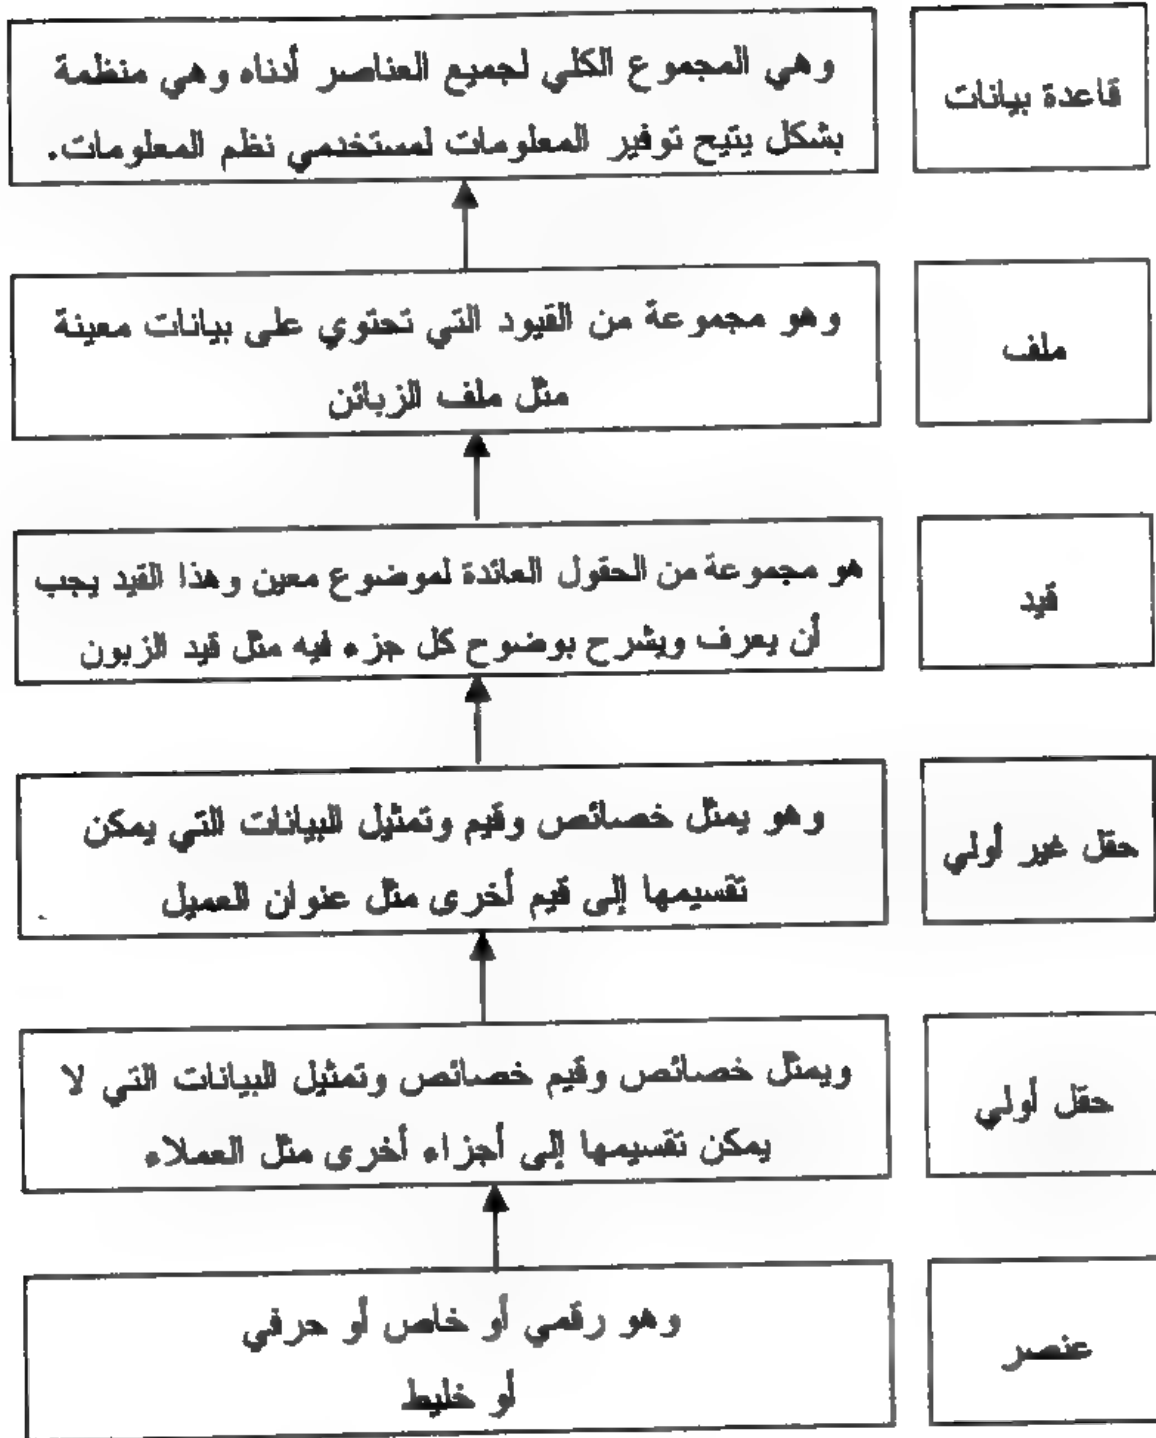 قاعدة بيانات
وهي المجموع الكلي لجميع العناصر أدناه وهي منظمة
بشكل يتيح توفير المعلومات لمستخدمي نظم المعلومات.
ملف
وهو مجموعة من القيود التي تحتوي على بيانات معينة
مثل ملف الزبائن
قيد
هو مجموعة من الحقول العائدة لموضوع معين وهذا القيد يجب
أن يعرف ويشرح بوضوح كل جزء فيه مثل قيد الزبون
حقل غير أولي
وهو يمثل خصائص وقيم وتمثيل البيانات التي يمكن
تقسيمها إلى قيم أخرى مثل عنوان العميل
حقل أولي
ويمثل خصائص وقيم خصائص وتمثيل البيانات التي لا
يمكن تقسيمها إلى أجزاء أخرى مثل العملاء
عنصر
وهو رقمي أو خاص أو حرفي
أو خليط